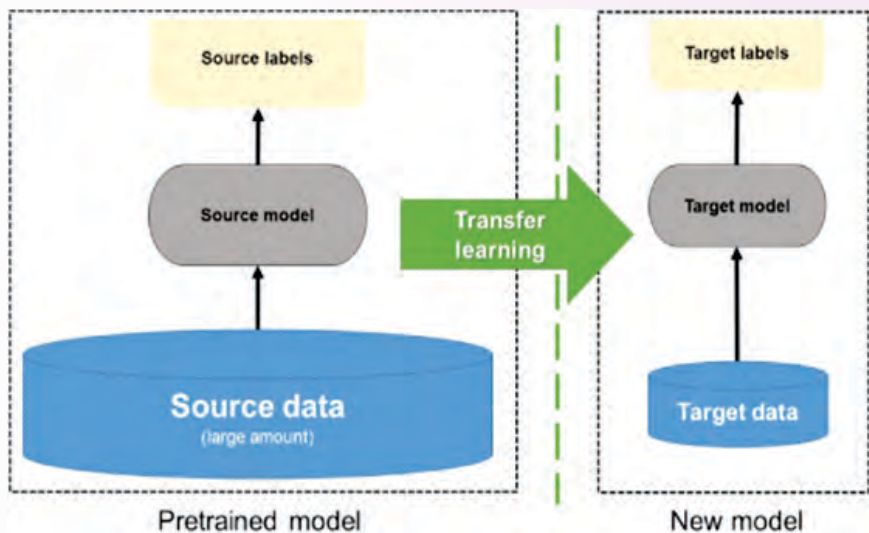 Source labels
Target labels
Source model
Transfer
learning
Target model
Source data
(large amount)
Target data
Pretrained model
New model